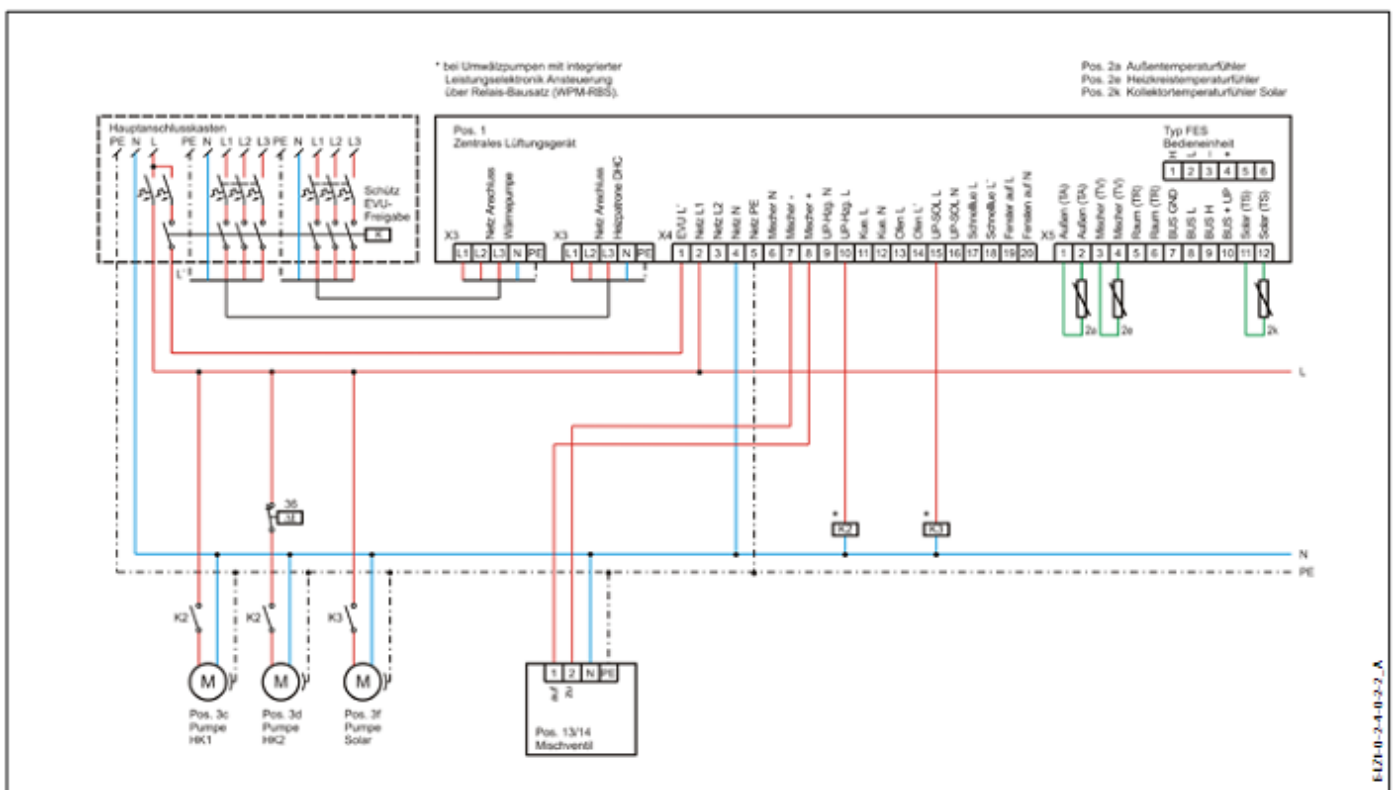 * bei Umwälzpumpen mit integrierter
Leistungselektronik Ansteuerung
über Relais-Bausatz (WPM-RBS).
Pos. 2a Außentemperaturfühler
Pos. 2e Heizkreistemperaturfühler
Pos. 2k Kollektortemperaturfühler Solar
Hauptanschlusskasten
PE N L PE N L1 L2 L3 PE N L1 L2 L3
Schütz
EVU-
Freigabe
K
L'
Pos. 1
Zentrales Lüftungsgerät
Typ FES
Bedieneinheit
H
+
1 2 3 4 5 6
Netz Anschluss
Wärmepumpe
X3
L1 L2 L3 N PE
Netz Anschluss
Heizpatrone DHC
X3
L1 L2 L3 N PE
X4
EVU L'
Netz L1
Netz L2
Netz N
Netz PE
Mischer N
Mischer -
Mischer +
UP-Hzg. N
UP-Hzg. L
Kue. L
Kue. N
Ofen L
Ofen L'
UP-SOL L
UP-SOL N
Schnellue L
Schnellue L'
Fenster auf L
Fenster auf N
1 2 3 4 5 6 7 8 9 10 11 12 13 14 15 16 17 18 19 20
X5
Außen (TA)
Außen (TA)
Mischer (TV)
Mischer (TV)
Raum (TR)
Raum (TR)
BUS GND
BUS L
BUS H
BUS + UP
Solar (TS)
Solar (TS)
1 2 3 4 5 6 7 8 9 10 11 12
2a
2e
2k
L
36
*
K2
*
K3
N
PE
K2
K2
K3
M
M
M
Pos. 3c
Pumpe
HK1
Pos. 3d
Pumpe
HK2
Pos. 3f
Pumpe
Solar
1 2 N PE
auf
zu
Pos. 13/14
Mischventil